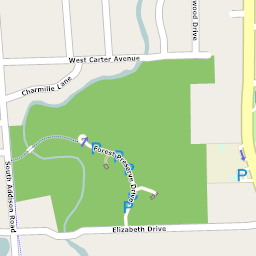 wood Drive
West Carter Avenue
Charmille Lane
Forest Preserve Drive
P
P
P
P
P
South Addison Road
Elizabeth Drive